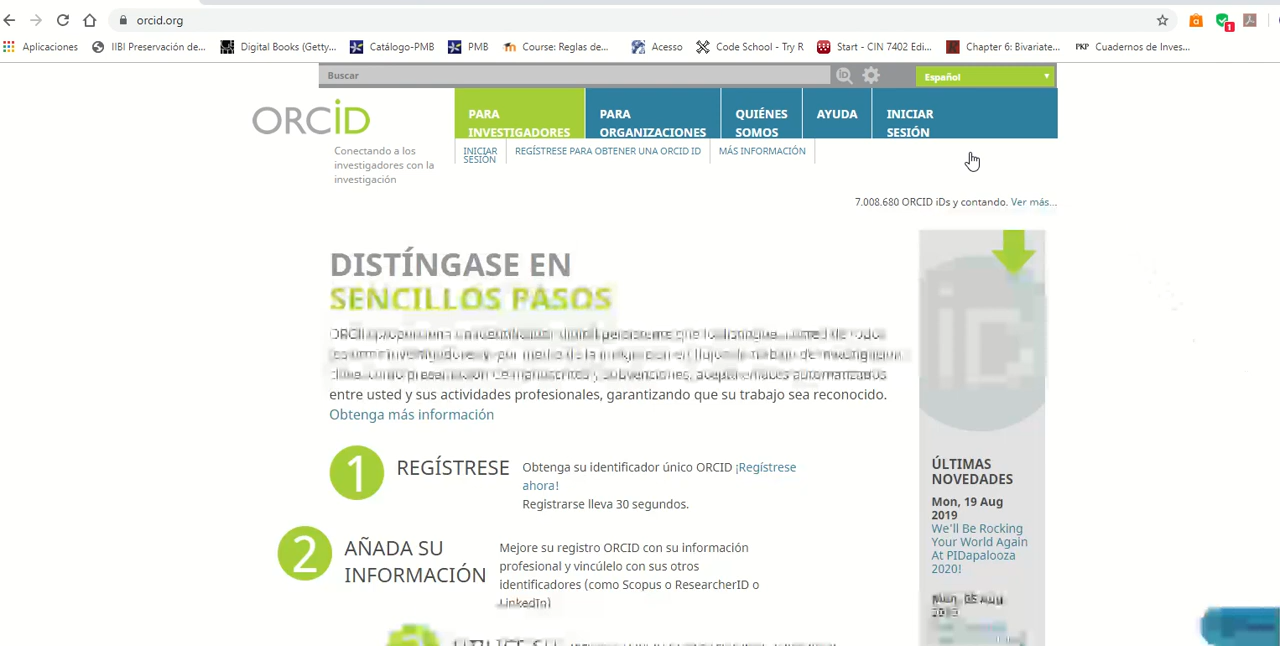 orcid.org
Aplicaciones
IIBI Preservación de...
Digital Books (Getty...
Catálogo-PMB
PMB
Course: Reglas de...
Acesso
Code School - Try R
Start - CIN 7402 Edi...
Chapter 6: Bivariate...
PKP
Cuadernos de Inves...
Buscar
iD
Español
ORCiD
Conectando a los
investigadores con la
investigación
PARA
INVESTIGADORES
PARA
ORGANIZACIONES
QUIÉNES
SOMOS
AYUDA
INICIAR
SESIÓN
INICIAR
SESIÓN
REGÍSTRESE PARA OBTENER UNA ORCID ID
MÁS INFORMACIÓN
7.008.680 ORCID iDs y contando. Ver más...
DISTÍNGASE EN
SENCILLOS PASOS
entre usted y sus actividades profesionales, garantizando que su trabajo sea reconocido.
Obtenga más información
1
REGÍSTRESE
Obtenga su identificador único ORCID ¡Regístrese
ahora!
Registrarse lleva 30 segundos.
2
AÑADA SU
INFORMACIÓN
Mejore su registro ORCID con su información
profesional y vincúlelo con sus otros
identificadores (como Scopus o ResearcherID o
LinkedIn)
iD
ÚLTIMAS
NOVEDADES
Mon, 19 Aug
2019
We'll Be Rocking
Your World Again
At PIDapalooza
2020!